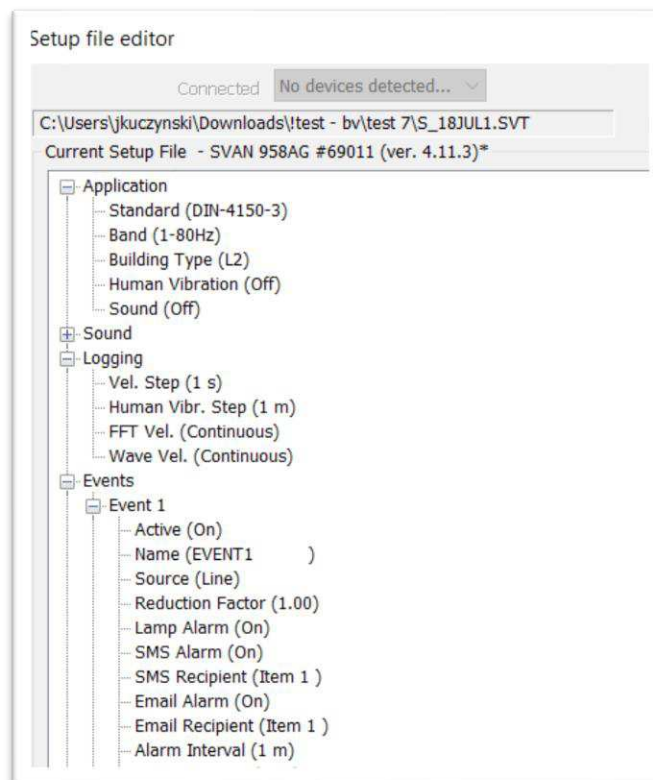 Setup file editor
Connected No devices detected...
C:\Users\jkuczynski\Downloads\!test - bv\test 7\S_18JUL1.SVT
Current Setup File - SVAN 958AG #69011 (ver. 4.11.3)*
Application
Standard (DIN-4150-3)
Band (1-80Hz)
Building Type (L2)
Human Vibration (Off)
Sound (Off)
Sound
Logging
Vel. Step (1 s)
Human Vibr. Step (1 m)
FFT Vel. (Continuous)
Wave Vel. (Continuous)
Events
Event 1
Active (On)
Name (EVENT1 )
Source (Line)
Reduction Factor (1.00)
Lamp Alarm (On)
SMS Alarm (On)
SMS Recipient (Item 1 )
Email Alarm (On)
Email Recipient (Item 1 )
Alarm Interval (1 m)